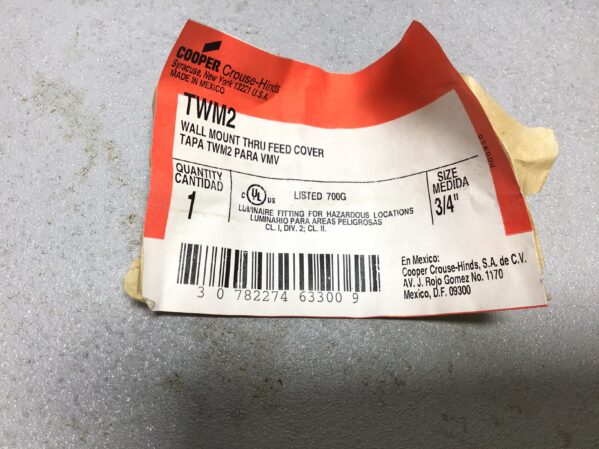 COOPER Crouse-Hinds
Syracuse, New York 13221 U.S.A.
MADE IN MEXICO
TWM2
WALL MOUNT THRU FEED COVER
TAPA TWM2 PARA VMV
QUANTITY
CANTIDAD
1
C UL US LISTED 700G
LUMINAIRE FITTING FOR HAZARDOUS LOCATIONS
LUMINARIO PARA AREAS PELIGROSAS
CL. I, DIV. 2; CL. II.
SIZE
MEDIDA
3/4"
3 0 782274 63300 9
En Mexico:
Cooper Crouse-Hinds, S.A. de C.V.
AV. J. Rojo Gomez No. 1170
Mexico, D.F. 09300